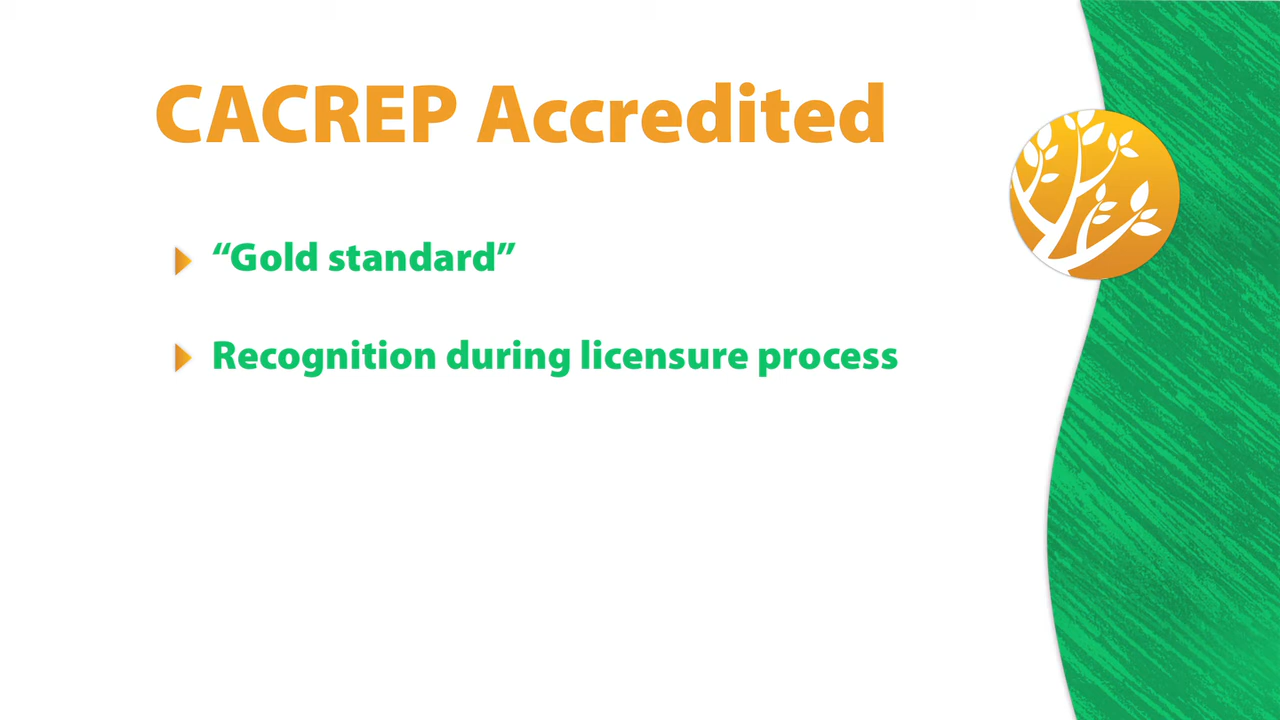 CACREP Accredited
“Gold standard”
Recognition during licensure process